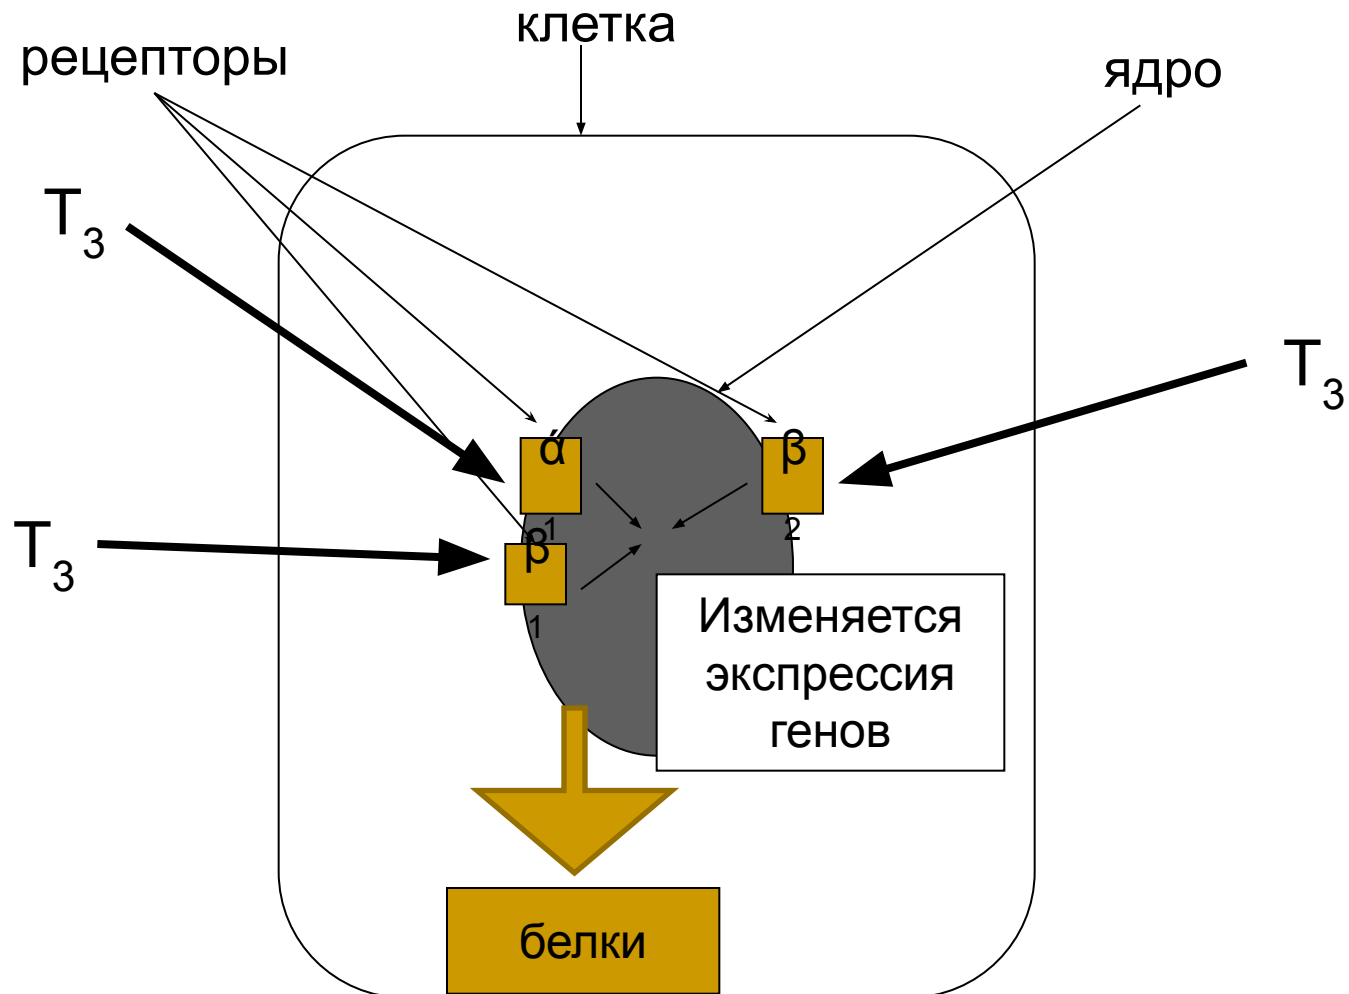 клетка
рецепторы
ядро
T3
T3
T3
ά1
β2
β1
Изменяется
экспрессия
генов
белки